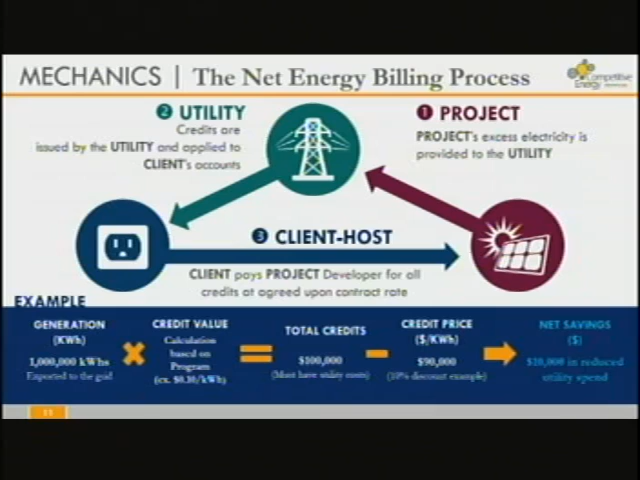 MECHANICS | The Net Energy Billing Process
Competitive
Energy
2 UTILITY
Credits are
issued by the UTILITY and applied to
CLIENT's accounts
1 PROJECT
PROJECT's excess electricity is
provided to the UTILITY
3 CLIENT-HOST
CLIENT pays PROJECT Developer for all
credits at agreed upon contract rate
EXAMPLE
GENERATION
(KWh)
1,000,000 kWhs
Exported to the grid
CREDIT VALUE
Calculation
based on
Program
(ex. $0.10/kWh)
TOTAL CREDITS
$100,000
(Must have utility costs)
CREDIT PRICE
($/KWh)
$90,000
(10% discount example)
NET SAVINGS
($)
$10,000 in reduced
utility spend